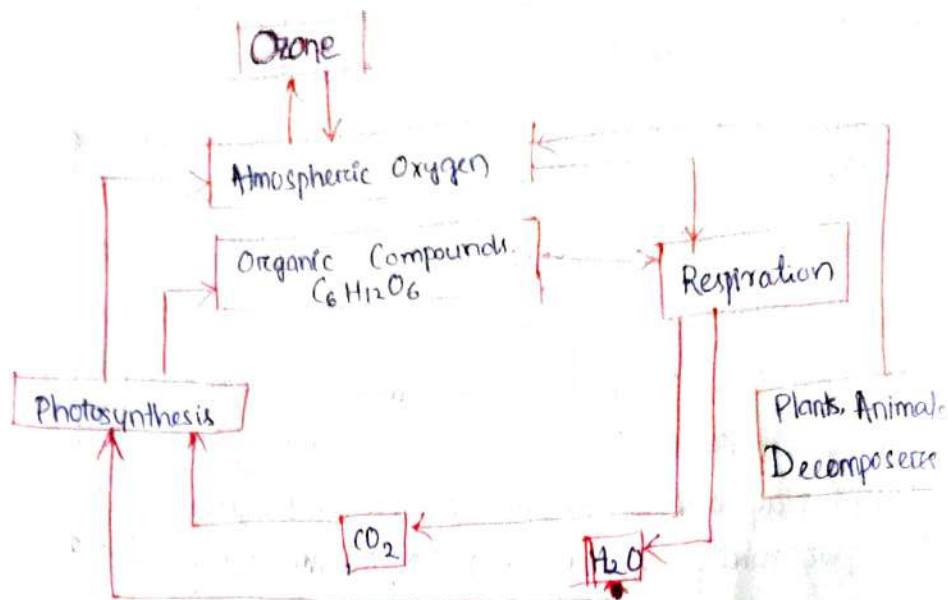 Ozone
Atmospheric Oxygen
Organic Compounds.
C6H12O6
Respiration
Photosynthesis
Plants, Animals
Decomposers
CO2
H2O